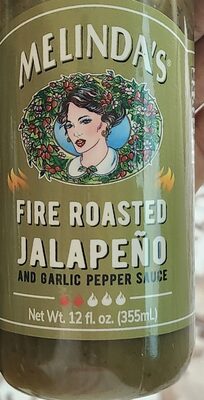 MELINDA'S®
FIRE ROASTED
JALAPEÑO
AND GARLIC PEPPER SAUCE
Net Wt. 12 fl. oz. (355mL)